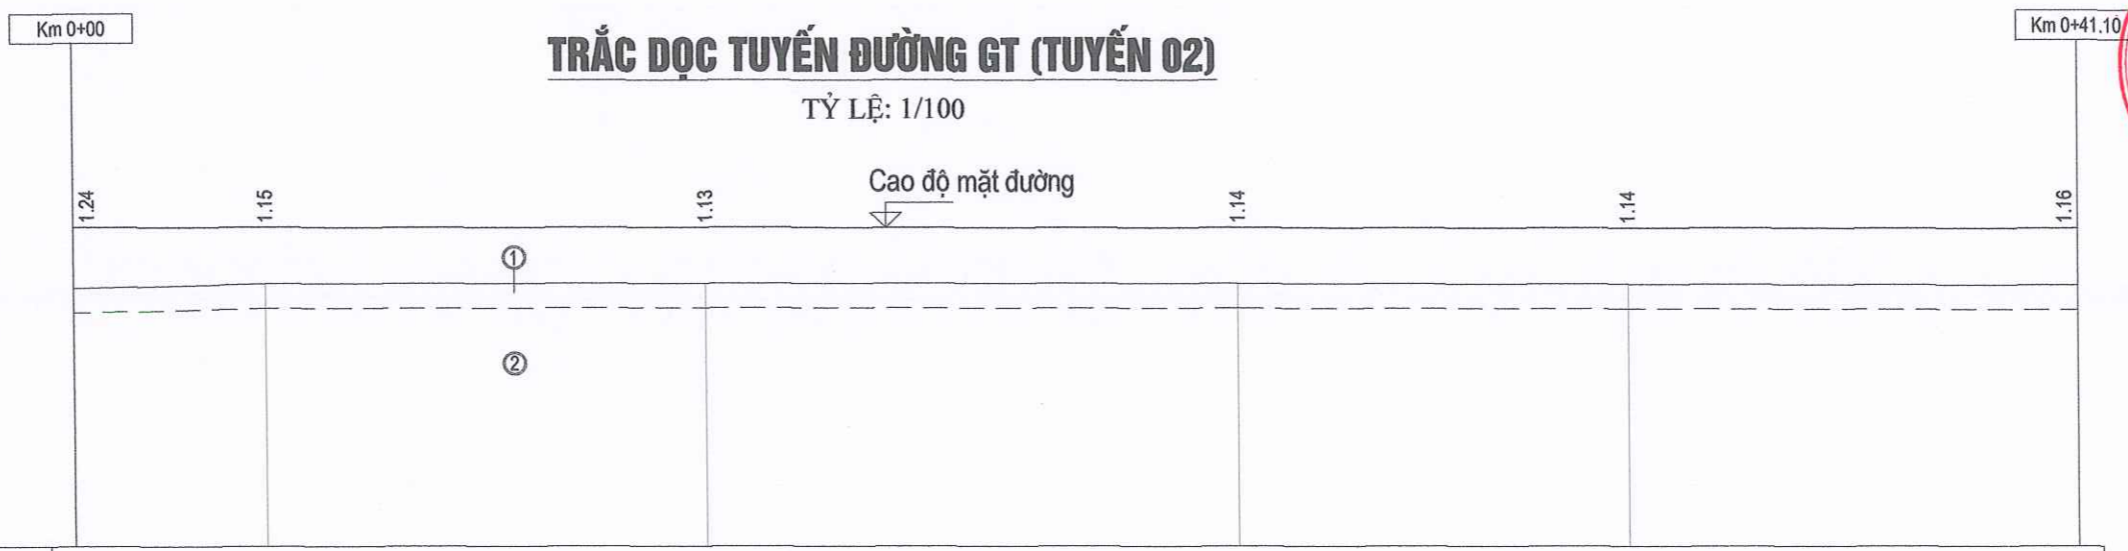 Km 0+00
Km 0+41.10
TRẮC DỌC TUYẾN ĐƯỜNG GT (TUYẾN 02)
TỶ LỆ: 1/100
Cao độ mặt đường
1.24
1.15
1.13
1.14
1.14
1.16
①
②